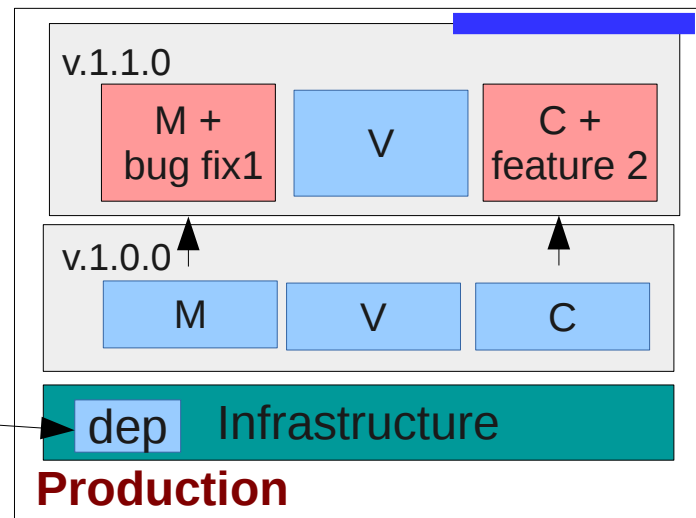 v.1.1.0
M +
bug fix1
V
C +
feature 2
v.1.0.0
M
V
C
dep
Infrastructure
Production